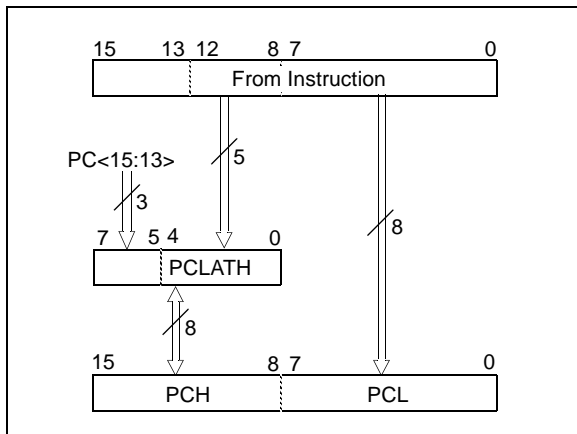 15 13 12 8 7 0
From Instruction
5
PC<15:13>
3
8
7 5 4 0
PCLATH
8
15 8 7 0
PCH PCL